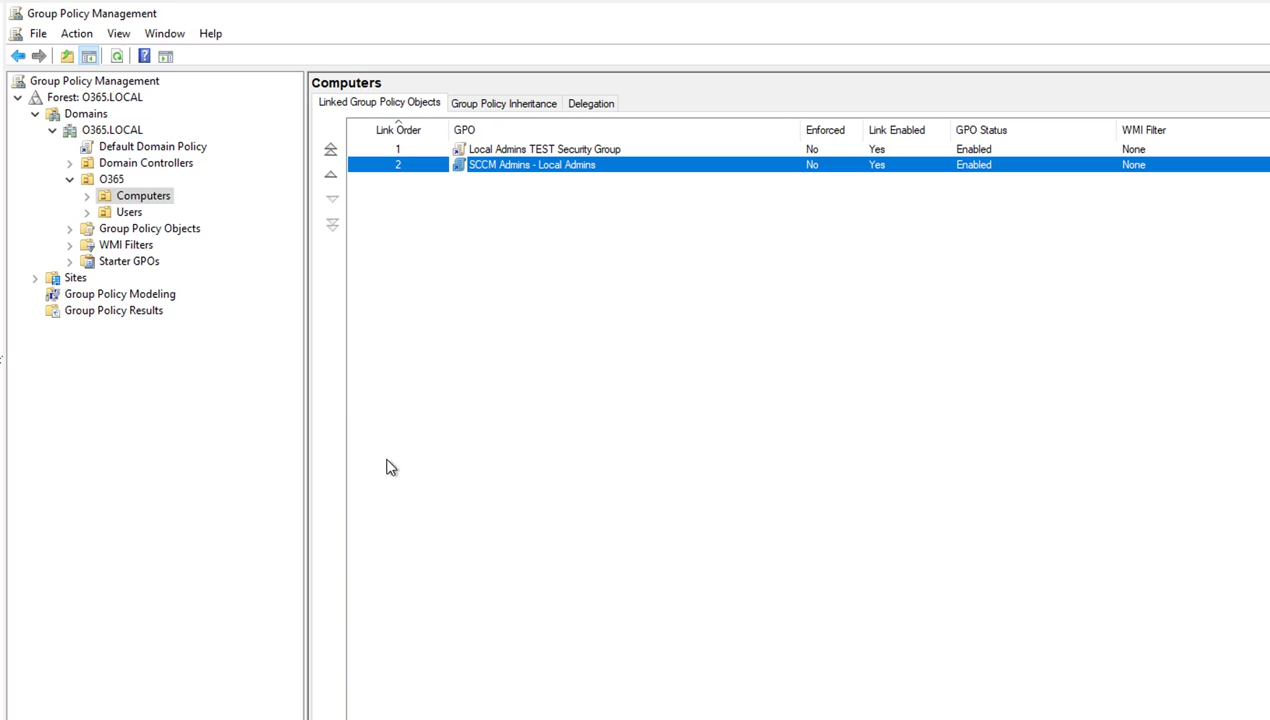 Group Policy Management
File Action View Window Help
Group Policy Management
Forest: O365.LOCAL
Domains
O365.LOCAL
Default Domain Policy
Domain Controllers
O365
Computers
Users
Group Policy Objects
WMI Filters
Starter GPOs
Sites
Group Policy Modeling
Group Policy Results
Computers
Linked Group Policy Objects Group Policy Inheritance Delegation
Link Order GPO Enforced Link Enabled GPO Status WMI Filter
1 Local Admins TEST Security Group No Yes Enabled None
2 SCCM Admins - Local Admins No Yes Enabled None